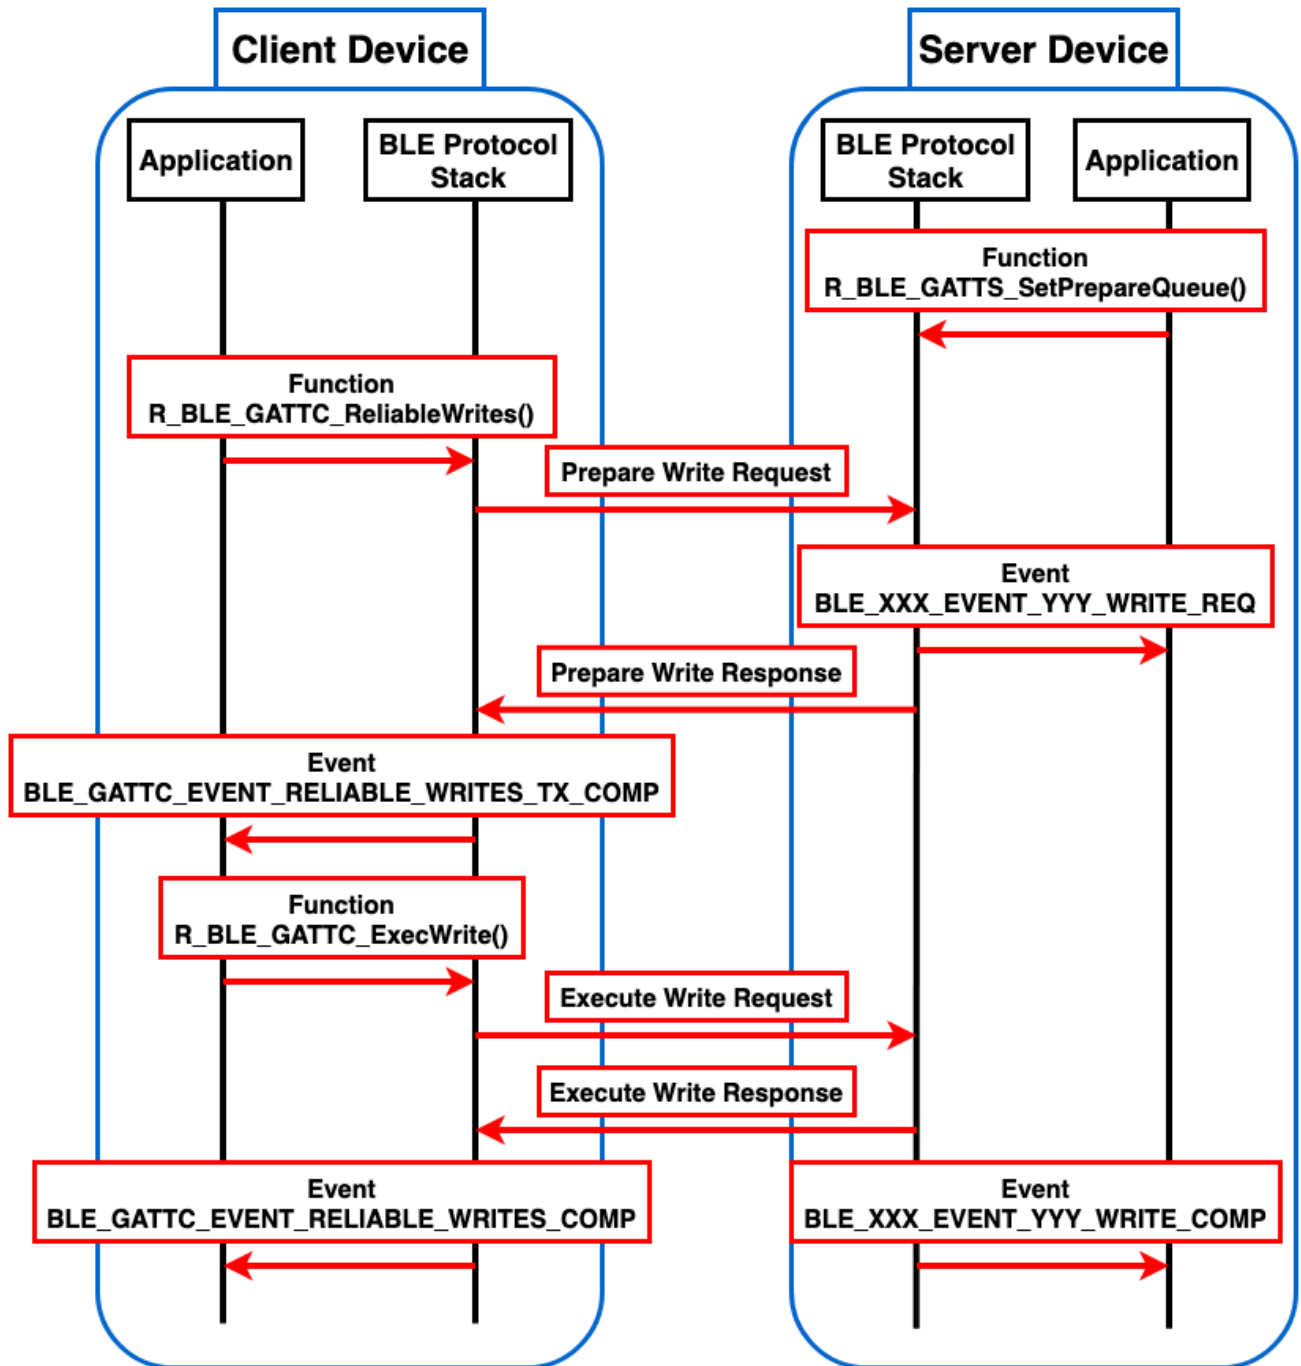 Client Device
Server Device
Application
BLE Protocol
Stack
BLE Protocol
Stack
Application
Function
R_BLE_GATTS_SetPrepareQueue()
Function
R_BLE_GATTC_ReliableWrites()
Prepare Write Request
Event
BLE_XXX_EVENT_YYY_WRITE_REQ
Prepare Write Response
Event
BLE_GATTC_EVENT_RELIABLE_WRITES_TX_COMP
Function
R_BLE_GATTC_ExecWrite()
Execute Write Request
Execute Write Response
Event
BLE_GATTC_EVENT_RELIABLE_WRITES_COMP
Event
BLE_XXX_EVENT_YYY_WRITE_COMP